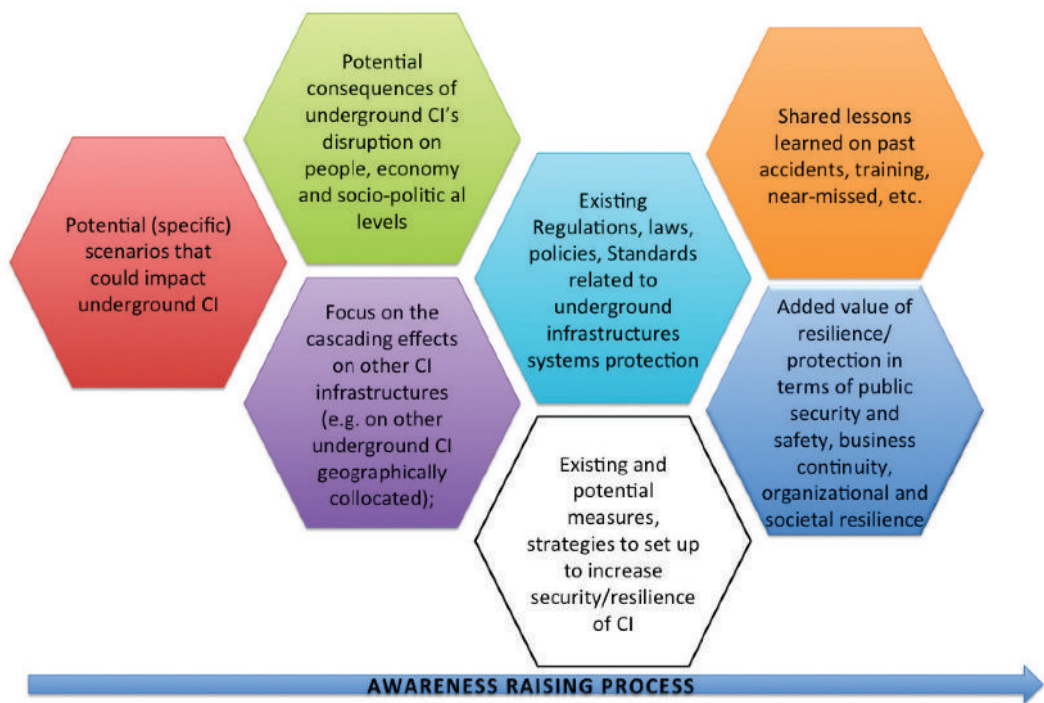 Potential (specific)
scenarios that
could impact
underground CI
Potential
consequences of
underground CI's
disruption on
people, economy
and socio-politic al
levels
Focus on the
cascading effects
on other CI
infrastructures
(e.g. on other
underground CI
geographically
collocated);
Existing
Regulations, laws,
policies, Standards
related to
underground
infrastructures
systems protection
Existing and
potential
measures,
strategies to set up
to increase
security/resilience
of CI
Shared lessons
learned on past
accidents, training,
near-missed, etc.
Added value of
resilience/
protection in
terms of public
security and
safety, business
continuity,
organizational and
societal resilience
AWARENESS RAISING PROCESS